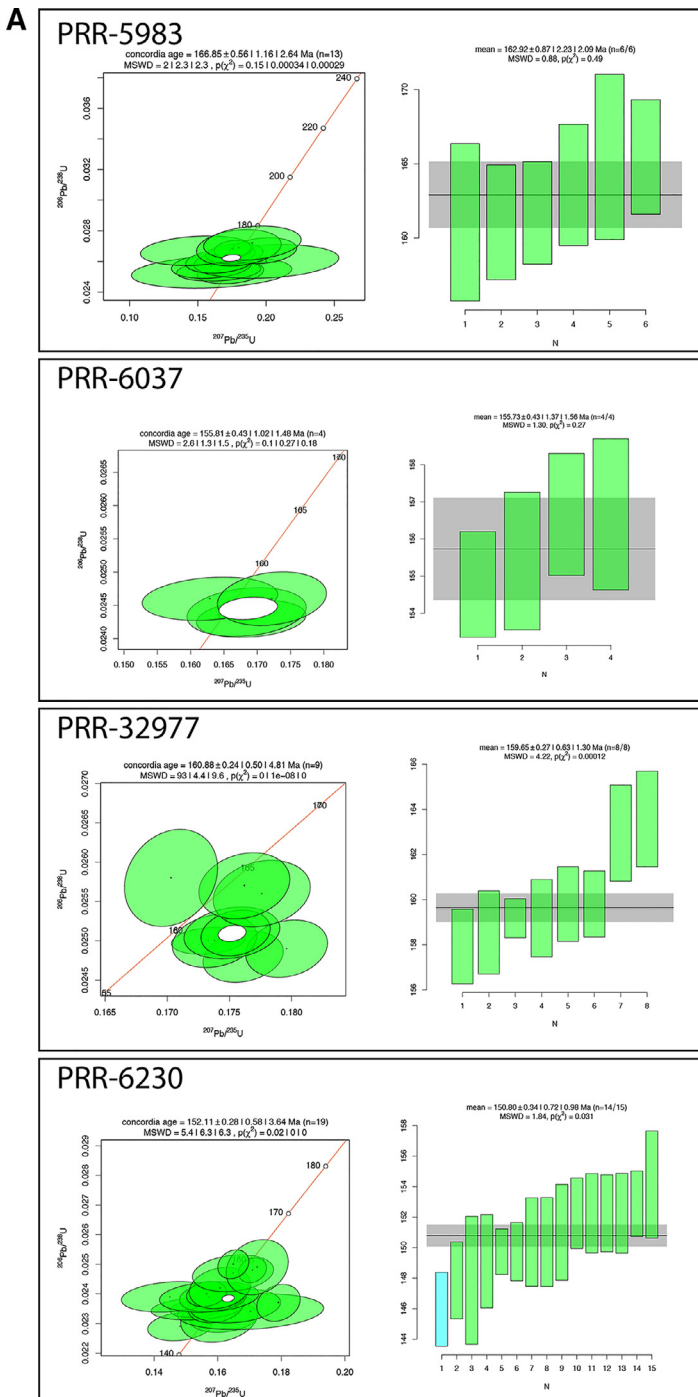 A
PRR-5983
concordia age = 166.85±0.56 | 1.16 | 2.64 Ma (n=13)
MSWD = 2 | 2.3 | 2.3 , p(χ²) = 0.15 | 0.00034 | 0.00029
0.024 0.028 0.032 0.036
²⁰⁶Pb/²³⁸U
180 200 220 240
0.10 0.15 0.20 0.25
²⁰⁷Pb/²³⁵U
mean = 162.92±0.87 | 2.23 | 2.09 Ma (n=6/6)
MSWD = 0.88, p(χ²) = 0.49
160 165 170
1 2 3 4 5 6
N
PRR-6037
concordia age = 155.81±0.43 | 1.02 | 1.48 Ma (n=4)
MSWD = 2.6 | 1.3 | 1.5 , p(χ²) = 0.1 | 0.27 | 0.18
0.0240 0.0245 0.0250 0.0255 0.0260 0.0265
²⁰⁶Pb/²³⁸U
160 165 170
0.150 0.155 0.160 0.165 0.170 0.175 0.180
²⁰⁷Pb/²³⁵U
mean = 155.73±0.43 | 1.37 | 1.56 Ma (n=4/4)
MSWD = 1.30, p(χ²) = 0.27
154 155 156 157 158
1 2 3 4
N
PRR-32977
concordia age = 160.88±0.24 | 0.50 | 4.81 Ma (n=9)
MSWD = 93 | 4.4 | 9.6 , p(χ²) = 0 | 1e-08 | 0
0.0245 0.0250 0.0255 0.0260 0.0265 0.0270
²⁰⁶Pb/²³⁸U
55 160 165 170
0.165 0.170 0.175 0.180
²⁰⁷Pb/²³⁵U
mean = 159.65±0.27 | 0.63 | 1.30 Ma (n=8/8)
MSWD = 4.22, p(χ²) = 0.00012
156 158 160 162 164 166
1 2 3 4 5 6 7 8
N
PRR-6230
concordia age = 152.11±0.28 | 0.58 | 3.64 Ma (n=19)
MSWD = 5.4 | 6.3 | 6.3 , p(χ²) = 0.02 | 0 | 0
0.022 0.023 0.024 0.025 0.026 0.027 0.028 0.029
²⁰⁶Pb/²³⁸U
140 170 180
0.14 0.16 0.18 0.20
²⁰⁷Pb/²³⁵U
mean = 150.80±0.34 | 0.72 | 0.98 Ma (n=14/15)
MSWD = 1.84, p(χ²) = 0.031
144 146 148 150 152 154 156 158
1 2 3 4 5 6 7 8 9 10 11 12 13 14 15
N